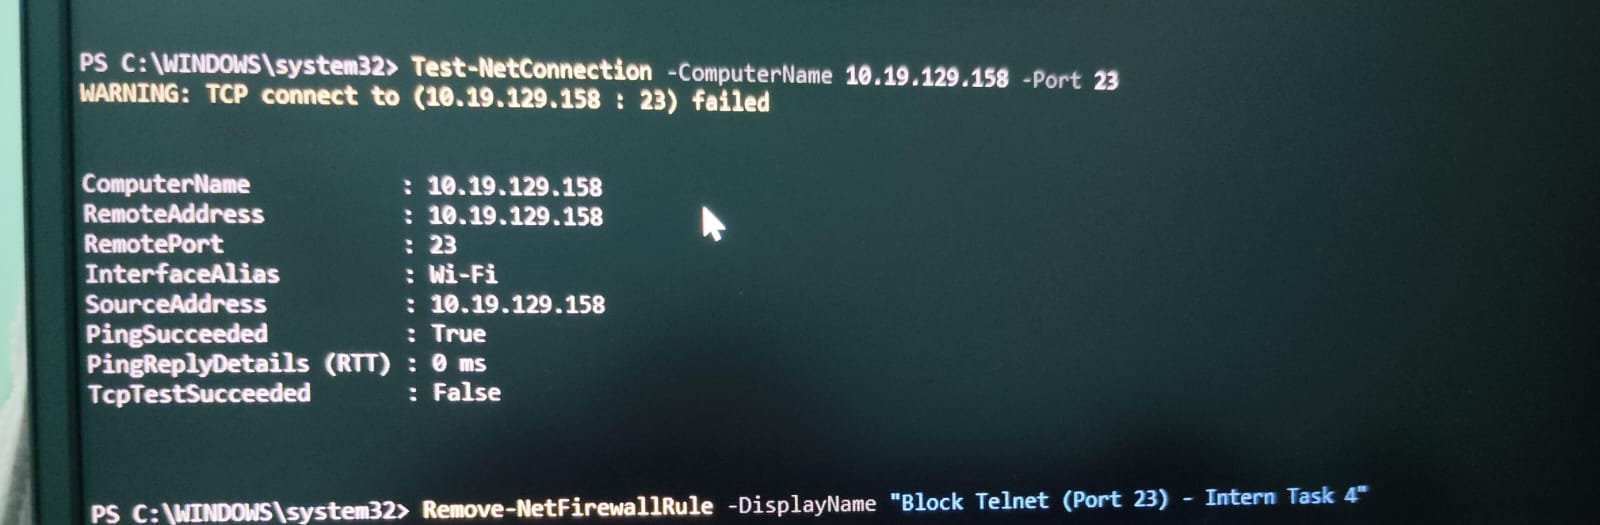 PS C:\WINDOWS\system32> Test-NetConnection -ComputerName 10.19.129.158 -Port 23
WARNING: TCP connect to (10.19.129.158 : 23) failed
ComputerName : 10.19.129.158
RemoteAddress : 10.19.129.158
RemotePort : 23
InterfaceAlias : Wi-Fi
SourceAddress : 10.19.129.158
PingSucceeded : True
PingReplyDetails (RTT) : 0 ms
TcpTestSucceeded : False
PS C:\WINDOWS\system32> Remove-NetFirewallRule -DisplayName "Block Telnet (Port 23) - Intern Task 4"